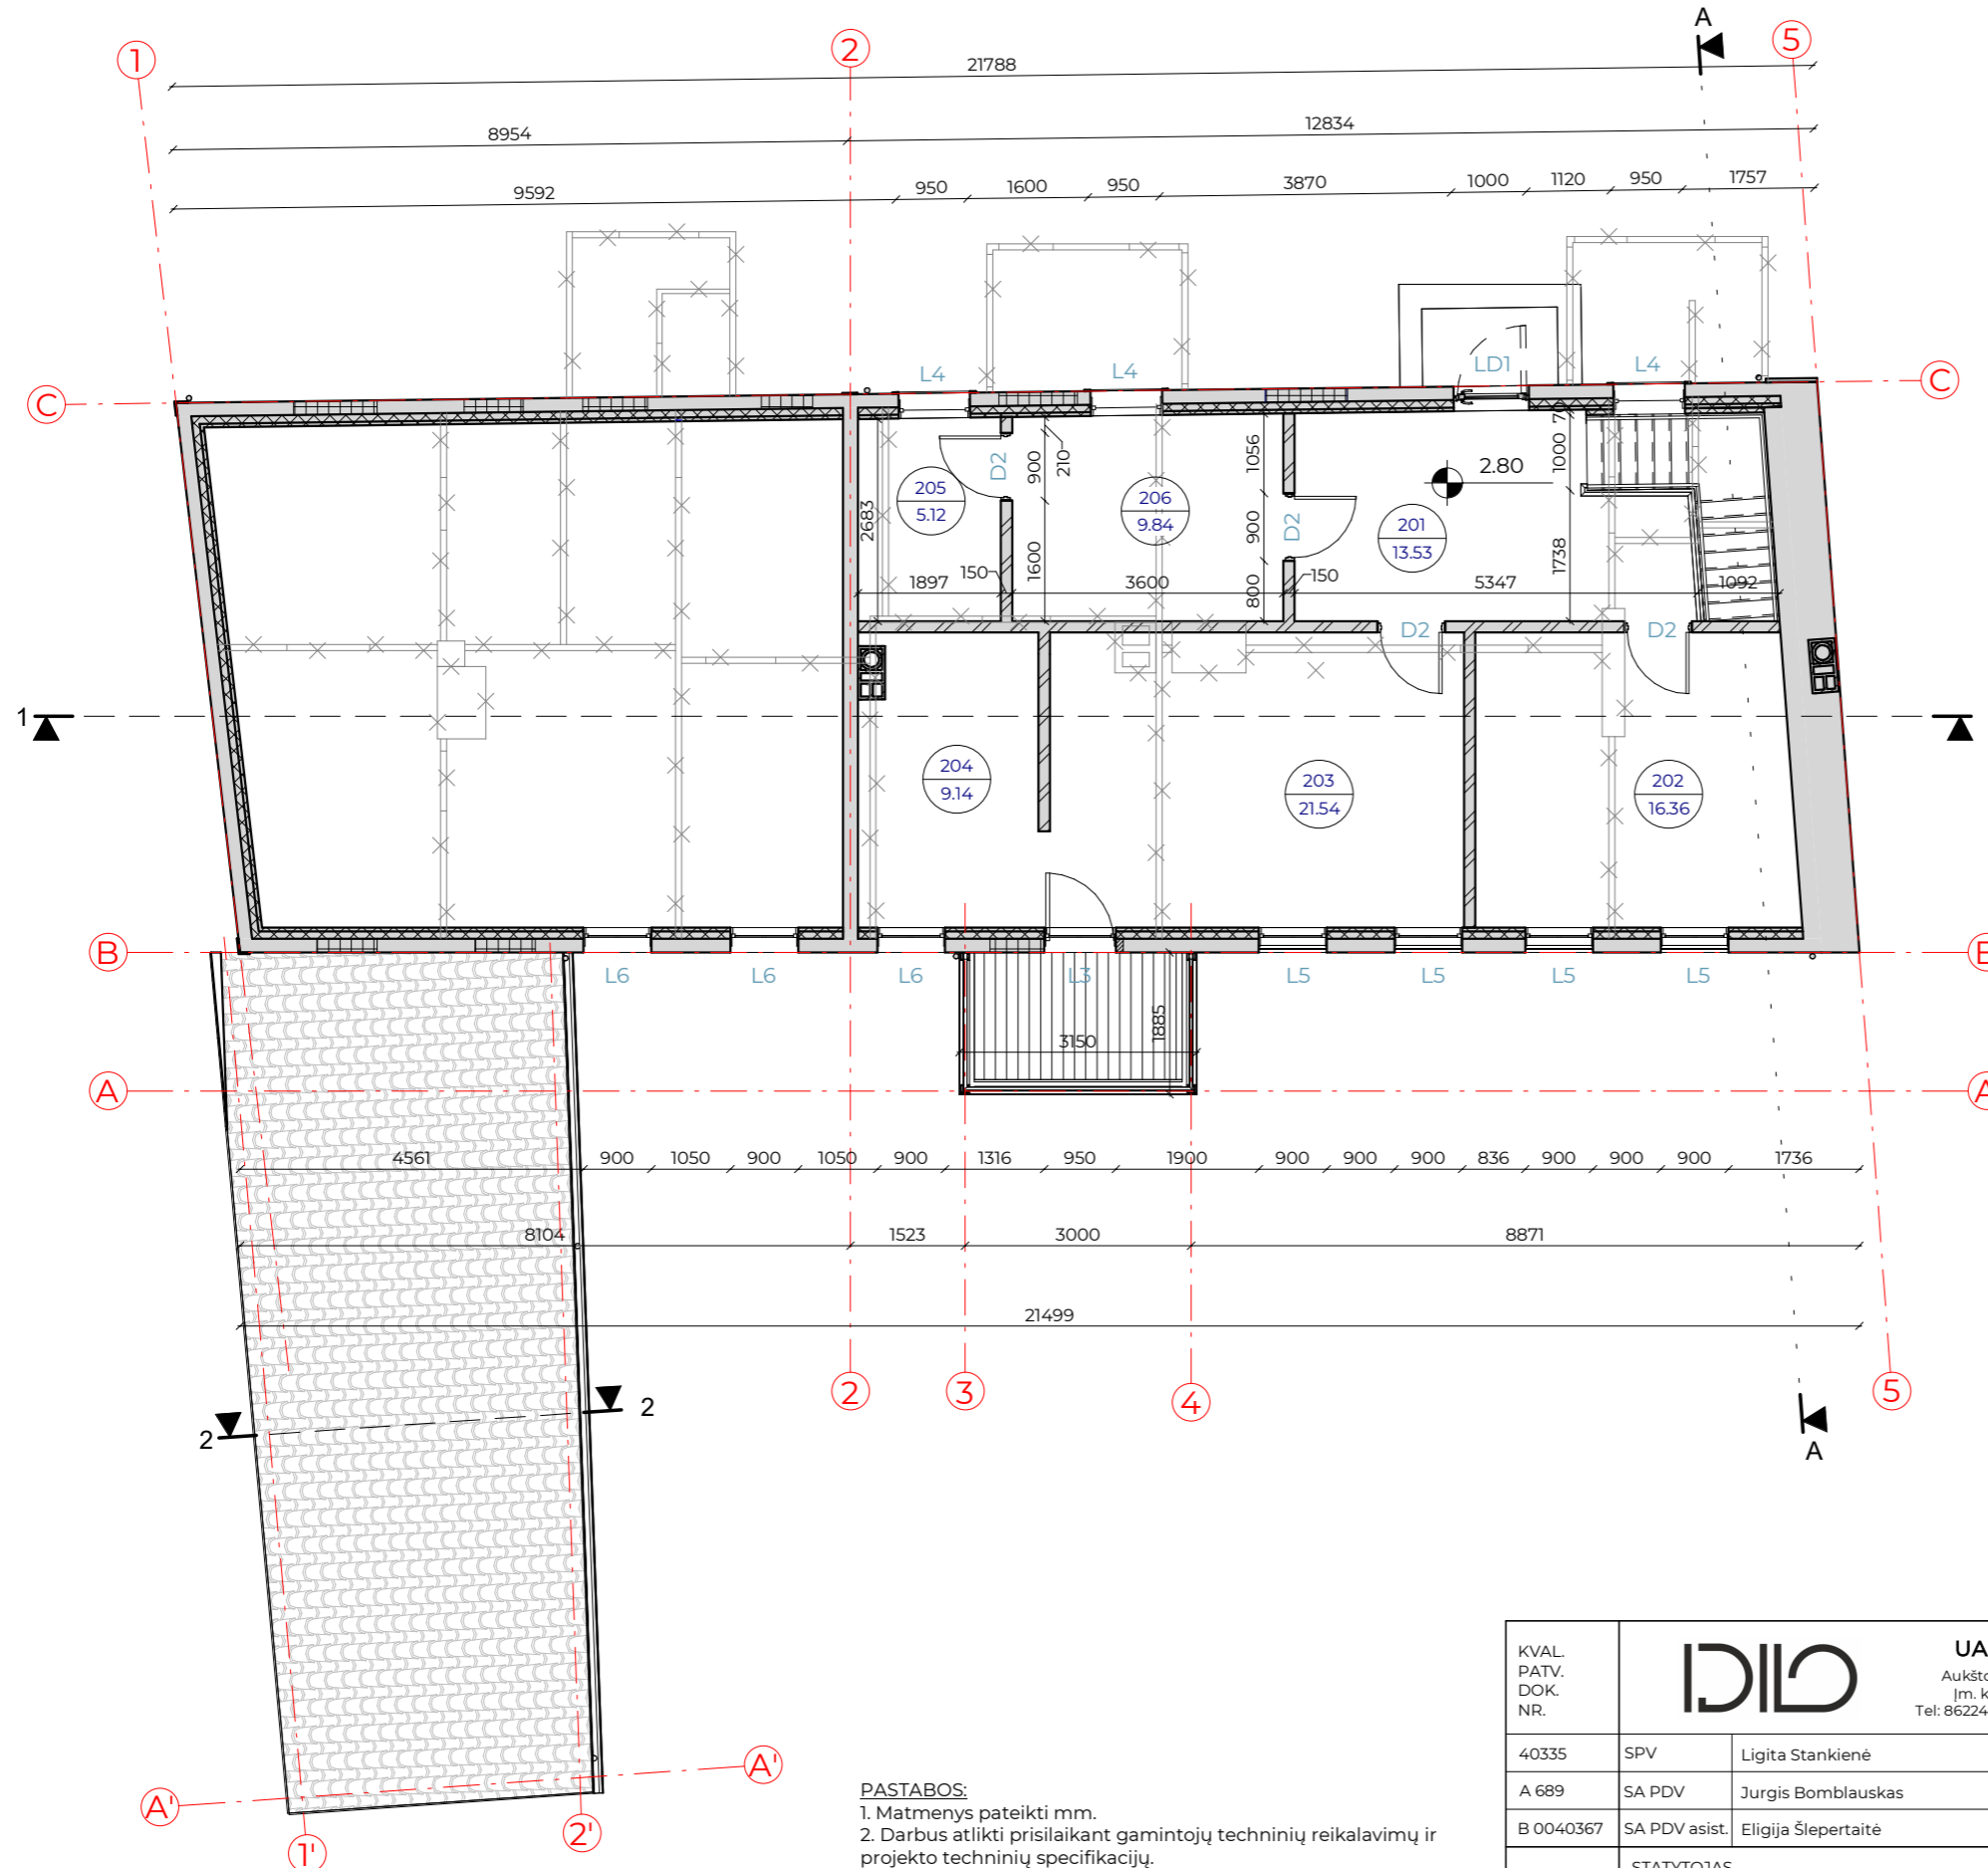 A
1
2
5
21788
8954
12834
9592
950
1600
950
3870
1000
1120
950
1757
C
L4
L4
LD1
L4
C
D2
900
210
1056
1000
2.80
205
5.12
206
9.84
201
13.53
2683
D2
900
1738
1600
150
1897
3600
800
150
5347
1092
D2
D2
1
204
9.14
203
21.54
202
16.36
B
L6
L6
L6
L3
L5
L5
L5
L5
1885
3150
A
4561
900
1050
900
1050
900
1316
950
1900
900
900
900
836
900
900
900
1736
8104
1523
3000
8871
21499
2
3
4
5
2
2
A
A'
A'
1'
2'
PASTABOS:
1. Matmenys pateikti mm.
2. Darbus atlikti prisilaikant gamintojų techninių reikalavimų ir
projekto techninių specifikacijų.
KVAL.
PATV.
DOK.
NR.
Tel: 86224
40335 SPV Ligita Stankienė
A 689 SA PDV Jurgis Bomblauskas
B 0040367 SA PDV asist. Eligija Šlepertaitė
STATYTOJAS